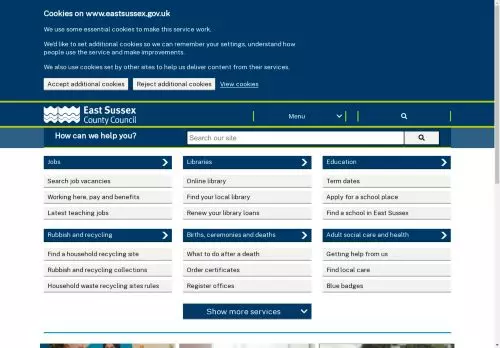 Cookies on www.eastsussex.gov.uk
We use some essential cookies to make this service work.
We'd like to set additional cookies so we can remember your settings, understand how
people use the service and make improvements.
We also use cookies set by other sites to help us deliver content from their services.
Accept additional cookies
Reject additional cookies
View cookies
East Sussex
County Council
Menu
How can we help you?
Search our site
Jobs
Search job vacancies
Working here, pay and benefits
Latest teaching jobs
Libraries
Online library
Find your local library
Renew your library loans
Education
Term dates
Apply for a school place
Find a school in East Sussex
Rubbish and recycling
Find a household recycling site
Rubbish and recycling collections
Household waste recycling sites rules
Births, ceremonies and deaths
What to do after a death
Order certificates
Register offices
Adult social care and health
Getting help from us
Find local care
Blue badges
Show more services